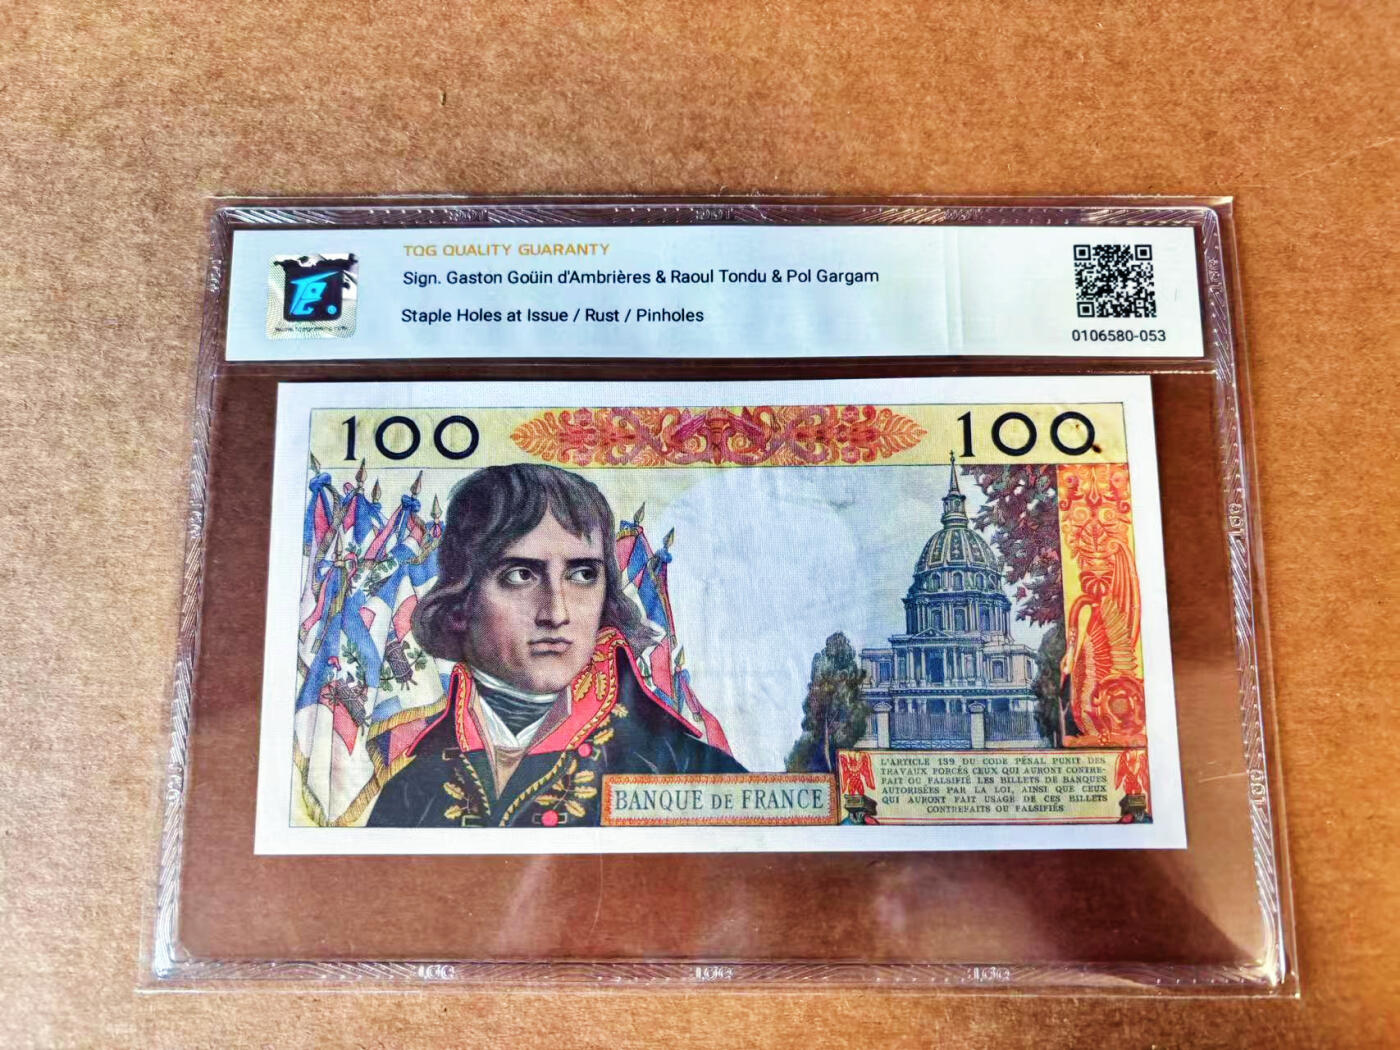 TQG QUALITY GUARANTY
Sign. Gaston Goüin d'Ambrières & Raoul Tondu & Pol Gargam
Staple Holes at Issue / Rust / Pinholes
0106580-053
100
100
BANQUE DE FRANCE
L'ARTICLE 139 DU CODE PÉNAL PUNIT DES
TRAVAUX FORCÉS CEUX QUI AURONT CONTRE-
FAIT OU FALSIFIÉ LES BILLETS DE BANQUES
AUTORISÉES PAR LA LOI, AINSI QUE CEUX
QUI AURONT FAIT USAGE DE CES BILLETS
CONTREFAITS OU FALSIFIÉS